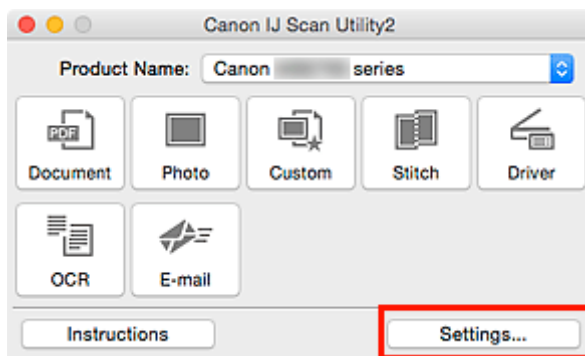 Canon IJ Scan Utility2
Product Name: Canon series
PDF
Document Photo Custom Stitch Driver
OCR E-mail
Instructions Settings...